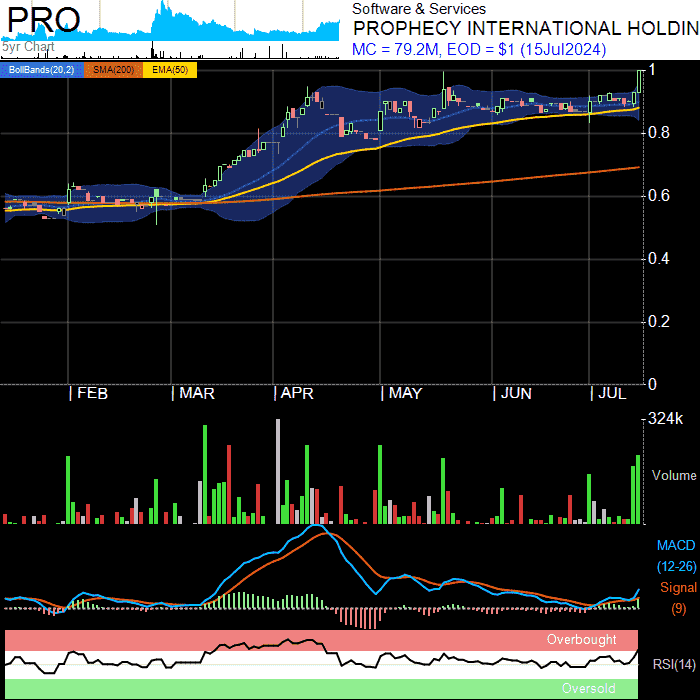 PRO
5yr Chart
Software & Services
PROPHECY INTERNATIONAL HOLDIN
MC = 79.2M, EOD = $1 (15Jul2024)
BollBands(20,2) SMA(200) EMA(50)
1
0.8
0.6
0.4
0.2
0
FEB MAR APR MAY JUN JUL
324k
Volume
MACD
(12-26)
Signal
(9)
Overbought
RSI(14)
Oversold